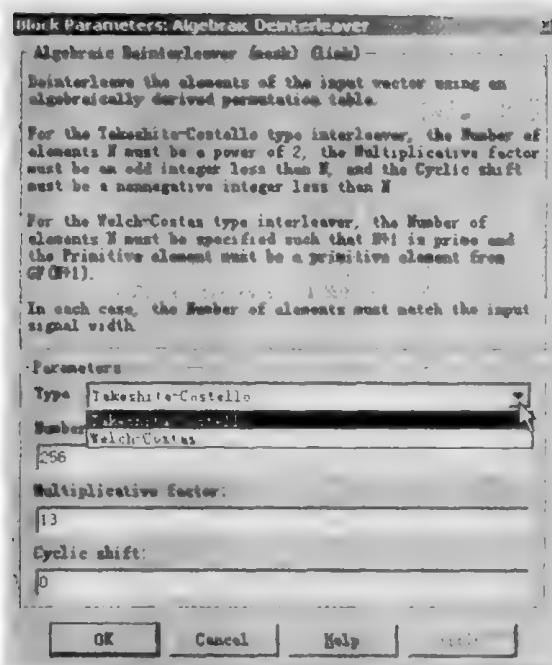 Block Parameters: Algebraic Deinterleaver
Algebraic Deinterleaver (mask) (link)
Deinterleave the elements of the input vector using an
algebraically derived permutation table.
For the Takeshita-Costello type interleaver, the Number of
elements N must be a power of 2, the Multiplicative factor
must be an odd integer less than N, and the Cyclic shift
must be a nonnegative integer less than N
For the Welch-Costas type interleaver, the Number of
elements N must be specified such that N+1 is prime and
the Primitive element must be a primitive element from
GF(N+1).
In each case, the Number of elements must match the input
signal width
Parameters
Type Takeshita-Costello
Takeshita-Costello
Number
Welch-Costas
256
Multiplicative factor:
13
Cyclic shift:
0
OK Cancel Help